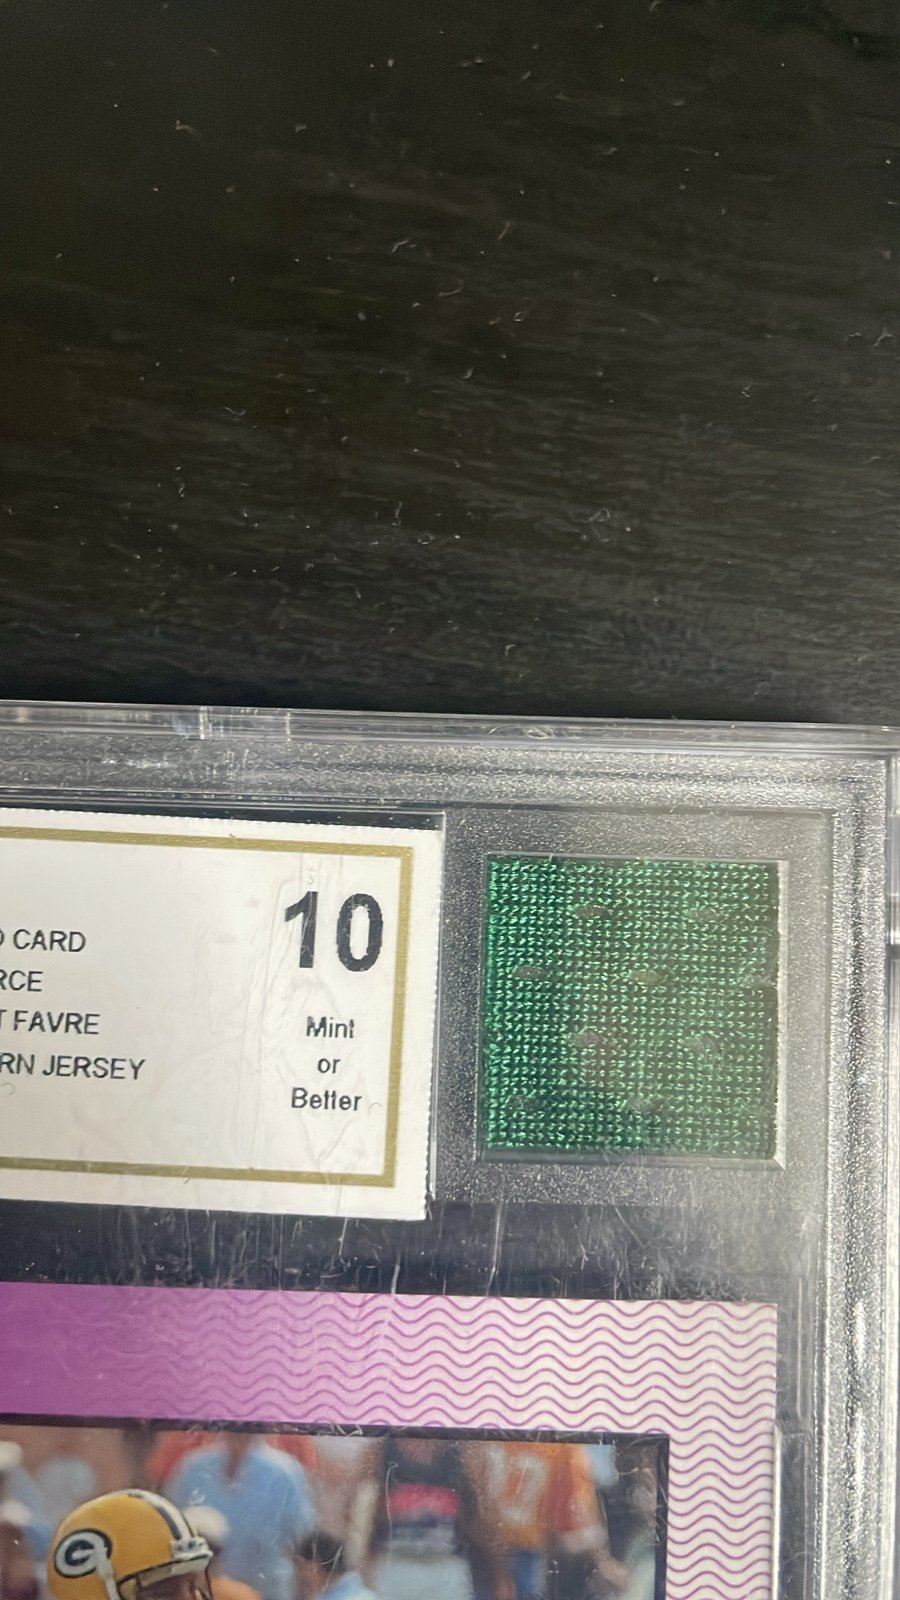 CARD
10
RCE
T FAVRE
Mint
RN JERSEY
or
Better
G